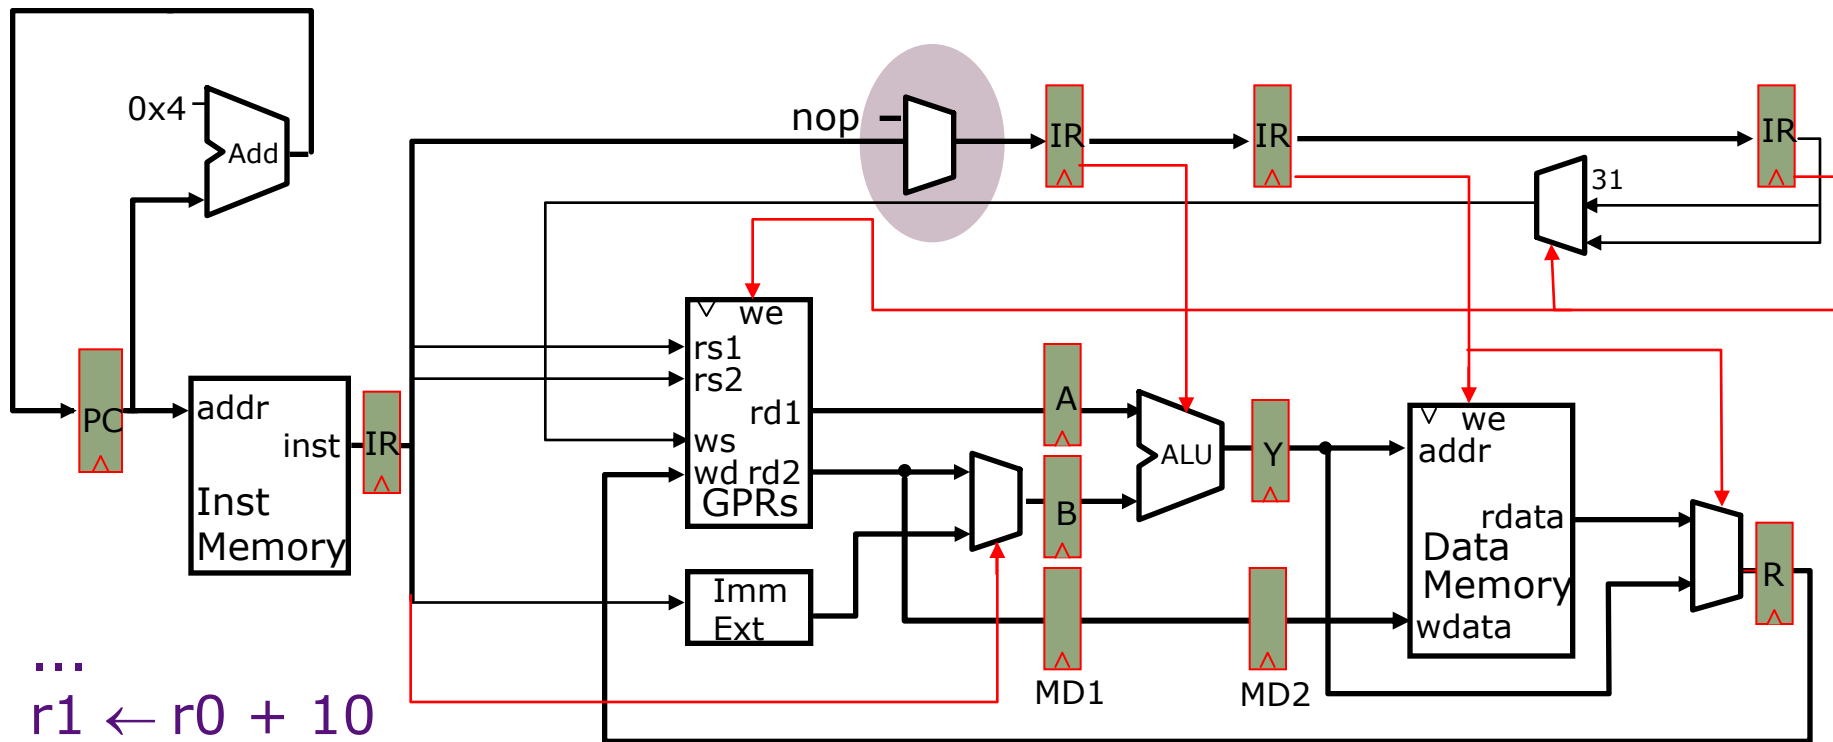 0x4
Add
nop
IR
IR
IR
31
PC
addr
inst
Inst
Memory
IR
we
rs1
rs2
rd1
ws
wd rd2
GPRs
Imm
Ext
A
B
MD1
ALU
Y
MD2
we
addr
rdata
Data
Memory
wdata
R
...
r1 ← r0 + 10